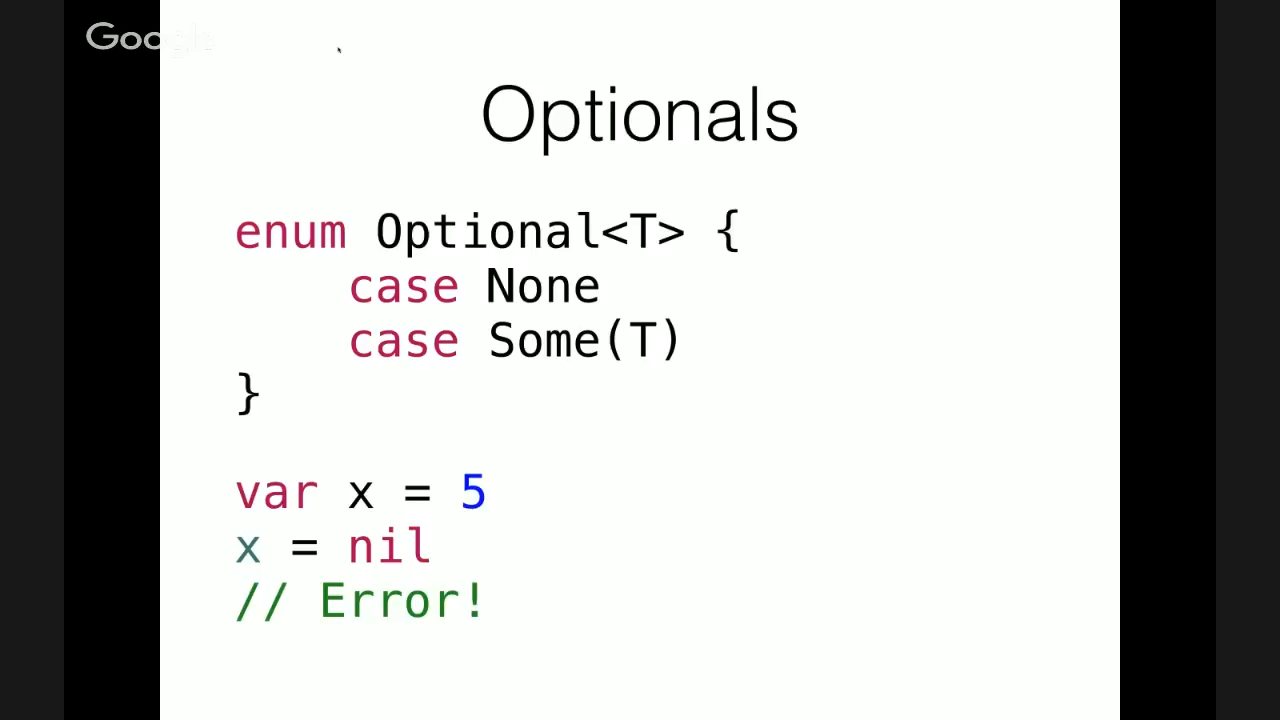 Google
Optionals
enum Optional<T> {
case None
case Some(T)
}
var x = 5
x = nil
// Error!